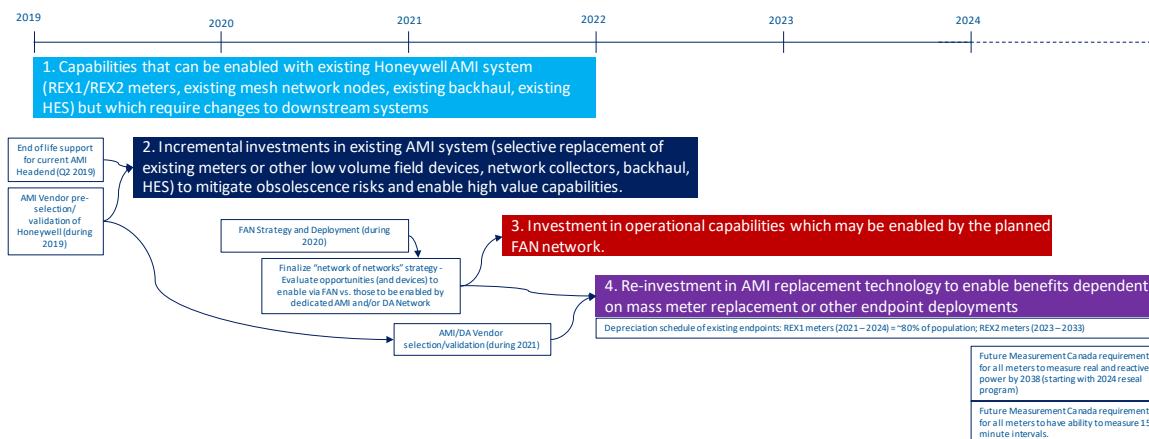 2019
2020
2021
2022
2023
2024
1. Capabilities that can be enabled with existing Honeywell AMI system
(REX1/REX2 meters, existing mesh network nodes, existing backhaul, existing
HES) but which require changes to downstream systems
End of life support
for current AMI
Headend (Q2 2019)
2. Incremental investments in existing AMI system (selective replacement of
existing meters or other low volume field devices, network collectors, backhaul,
HES) to mitigate obsolescence risks and enable high value capabilities.
AMI Vendor pre-
selection/
validation of
Honeywell (during
2019)
FAN Strategy and Deployment (during
2020)
3. Investment in operational capabilities which may be enabled by the planned
FAN network.
Finalize "network of networks" strategy -
Evaluate opportunities (and devices) to
enable via FAN vs. those to be enabled by
dedicated AMI and/or DA Network
4. Re-investment in AMI replacement technology to enable benefits dependent
on mass meter replacement or other endpoint deployments
Depreciation schedule of existing endpoints: REX1 meters (2021 – 2024) = ~80% of population; REX2 meters (2023 – 2033)
AMI/DA Vendor
selection/validation (during 2021)
Future Measurement Canada requirement
for all meters to measure real and reactive
power by 2038 (starting with 2024 reseal
program)
Future Measurement Canada requirement
for all meters to have ability to measure 15
minute intervals.